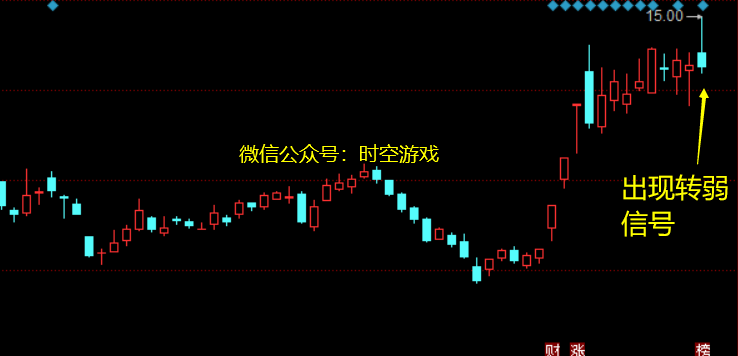 15.00
微信公众号：时空游戏
出现转弱
信号
财 涨 榜